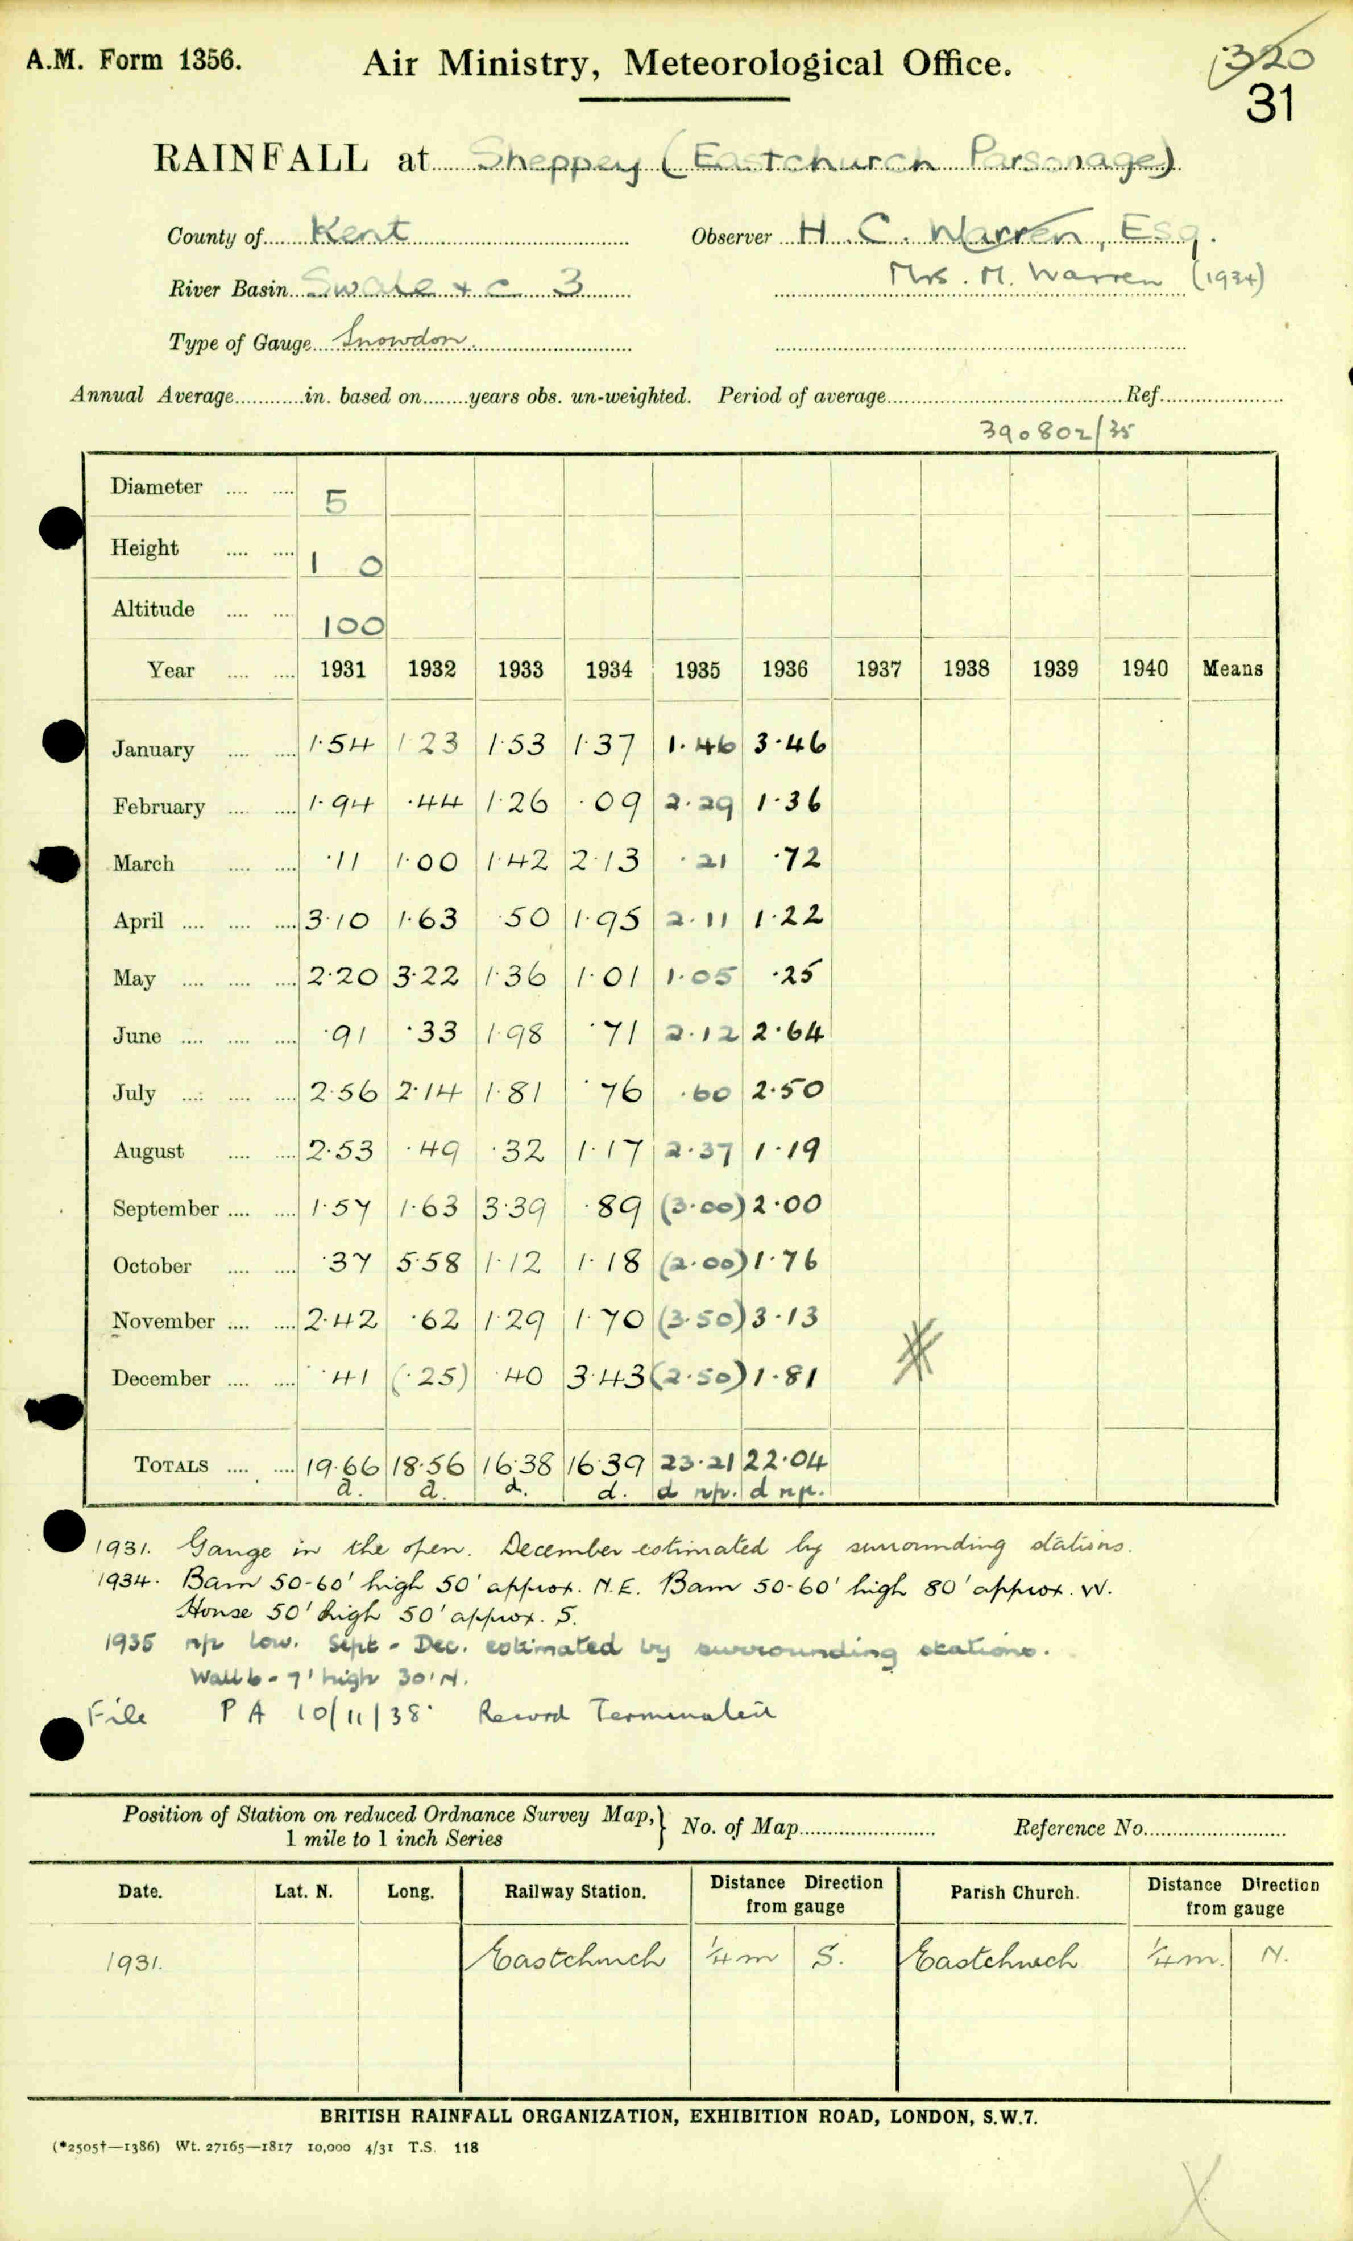 A.M. Form 1356.
Air Ministry, Meteorological Office.
320
31
RAINFALL at Sheppey (Eastchurch Parsonage)
County of Kent Observer H. C. Warren, Esq.
River Basin Swale & c 3 Mrs. M. Warren (1934)
Type of Gauge Snowdon
Annual Average............in. based on........years obs. un-weighted. Period of average............Ref............
390802/35
Diameter .... .... 5
Height .... .... 1 0
Altitude .... .... 100
Year .... .... 1931 1932 1933 1934 1935 1936 1937 1938 1939 1940 Means
January .... .... 1·54 1·23 1·53 1·37 1·46 3·46
February .... .... 1·94 ·44 1·26 ·09 2·29 1·36
March .... .... ·11 1·00 1·42 2·13 ·21 ·72
April .... .... .... 3·10 1·63 ·50 1·95 2·11 1·22
May .... .... .... 2·20 3·22 1·36 1·01 1·05 ·25
June .... .... .... ·91 ·33 1·98 ·71 2·12 2·64
July .... .... .... 2·56 2·14 1·81 ·76 ·60 2·50
August .... .... 2·53 ·49 ·32 1·17 2·37 1·19
September .... .... 1·57 1·63 3·39 ·89 (3·00) 2·00
October .... .... ·37 5·58 1·12 1·18 (2·00) 1·76
November .... .... 2·42 ·62 1·29 1·70 (3·50) 3·13
December .... .... ·41 (·25) ·40 3·43 (2·50) 1·81
TOTALS .... .... 19·66 18·56 16·38 16·39 23·21 22·04
d. d. d. d. d np. d np.
1931. Gauge in the open. December estimated by surrounding stations.
1934. Barn 50-60' high 50' approx. N.E. Barn 50-60' high 80' approx. W.
House 50' high 50' approx. S.
1935 np low. Sept - Dec. estimated by surrounding stations.
Wall 6-7' high 30' N.
File P A 10/11/38 Record Terminated
Position of Station on reduced Ordnance Survey Map,} No. of Map............ Reference No............
1 mile to 1 inch Series
Date. Lat. N. Long. Railway Station. Distance Direction from gauge Parish Church. Distance Direction from gauge
1931. Eastchurch ¼ m S. Eastchurch ¼ m. N.
BRITISH RAINFALL ORGANIZATION, EXHIBITION ROAD, LONDON, S.W.7.
(*2505†—1386) Wt. 27165—1817 10,000 4/31 T.S. 118